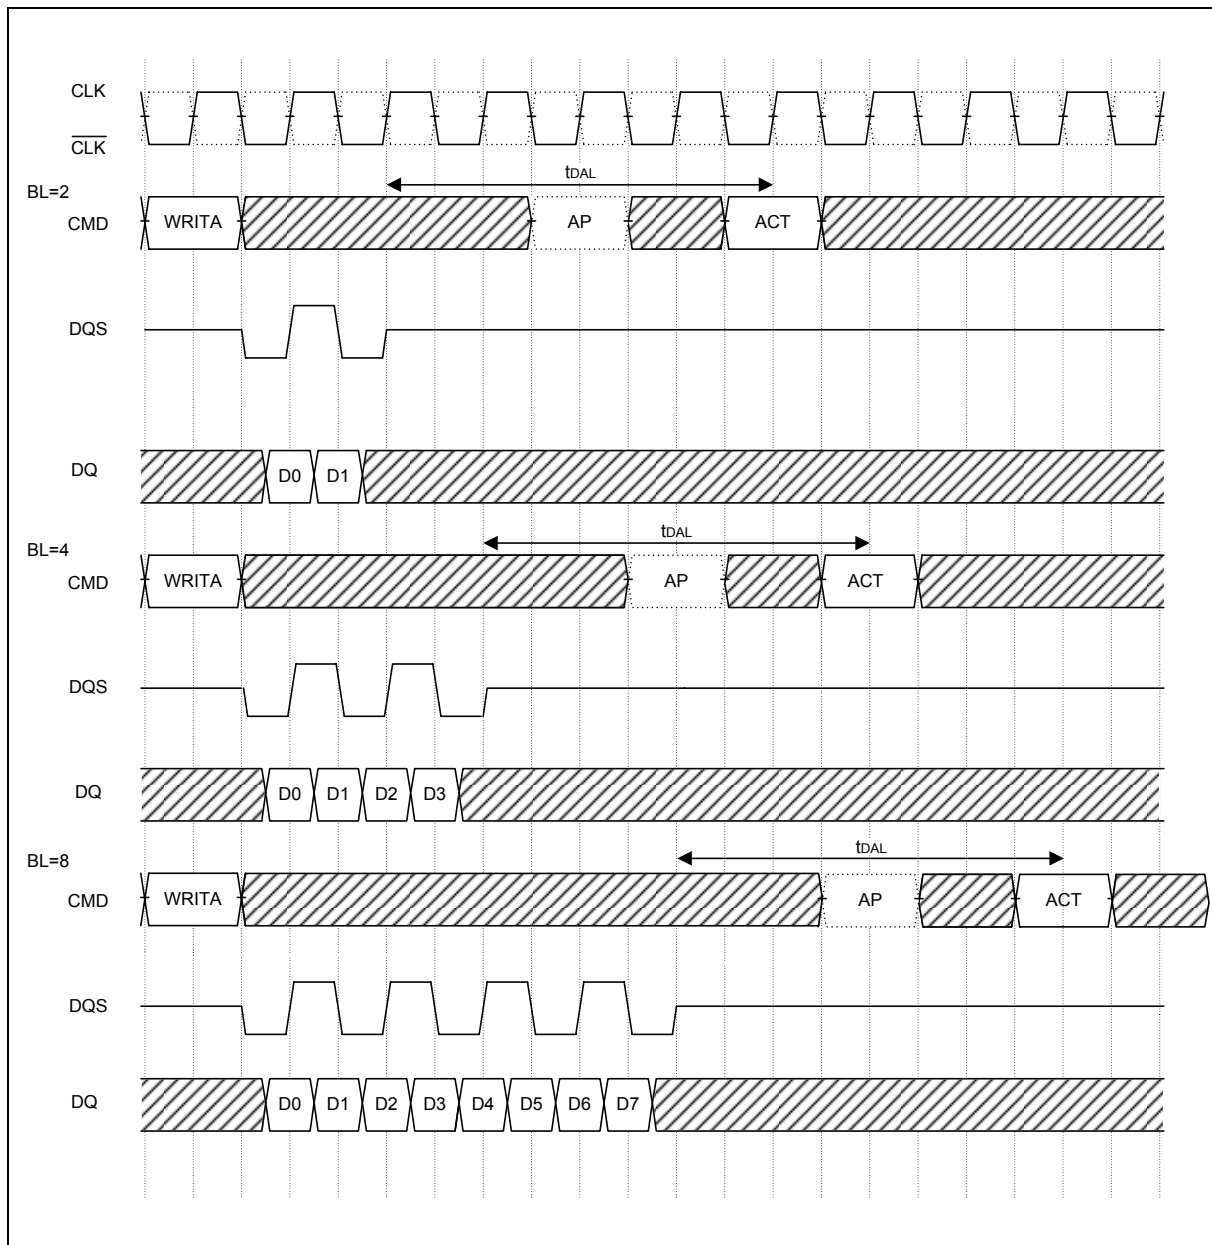 CLK
CLK
tDAL
BL=2
CMD WRITA AP ACT
DQS
DQ D0 D1
tDAL
BL=4
CMD WRITA AP ACT
DQS
DQ D0 D1 D2 D3
tDAL
BL=8
CMD WRITA AP ACT
DQS
DQ D0 D1 D2 D3 D4 D5 D6 D7